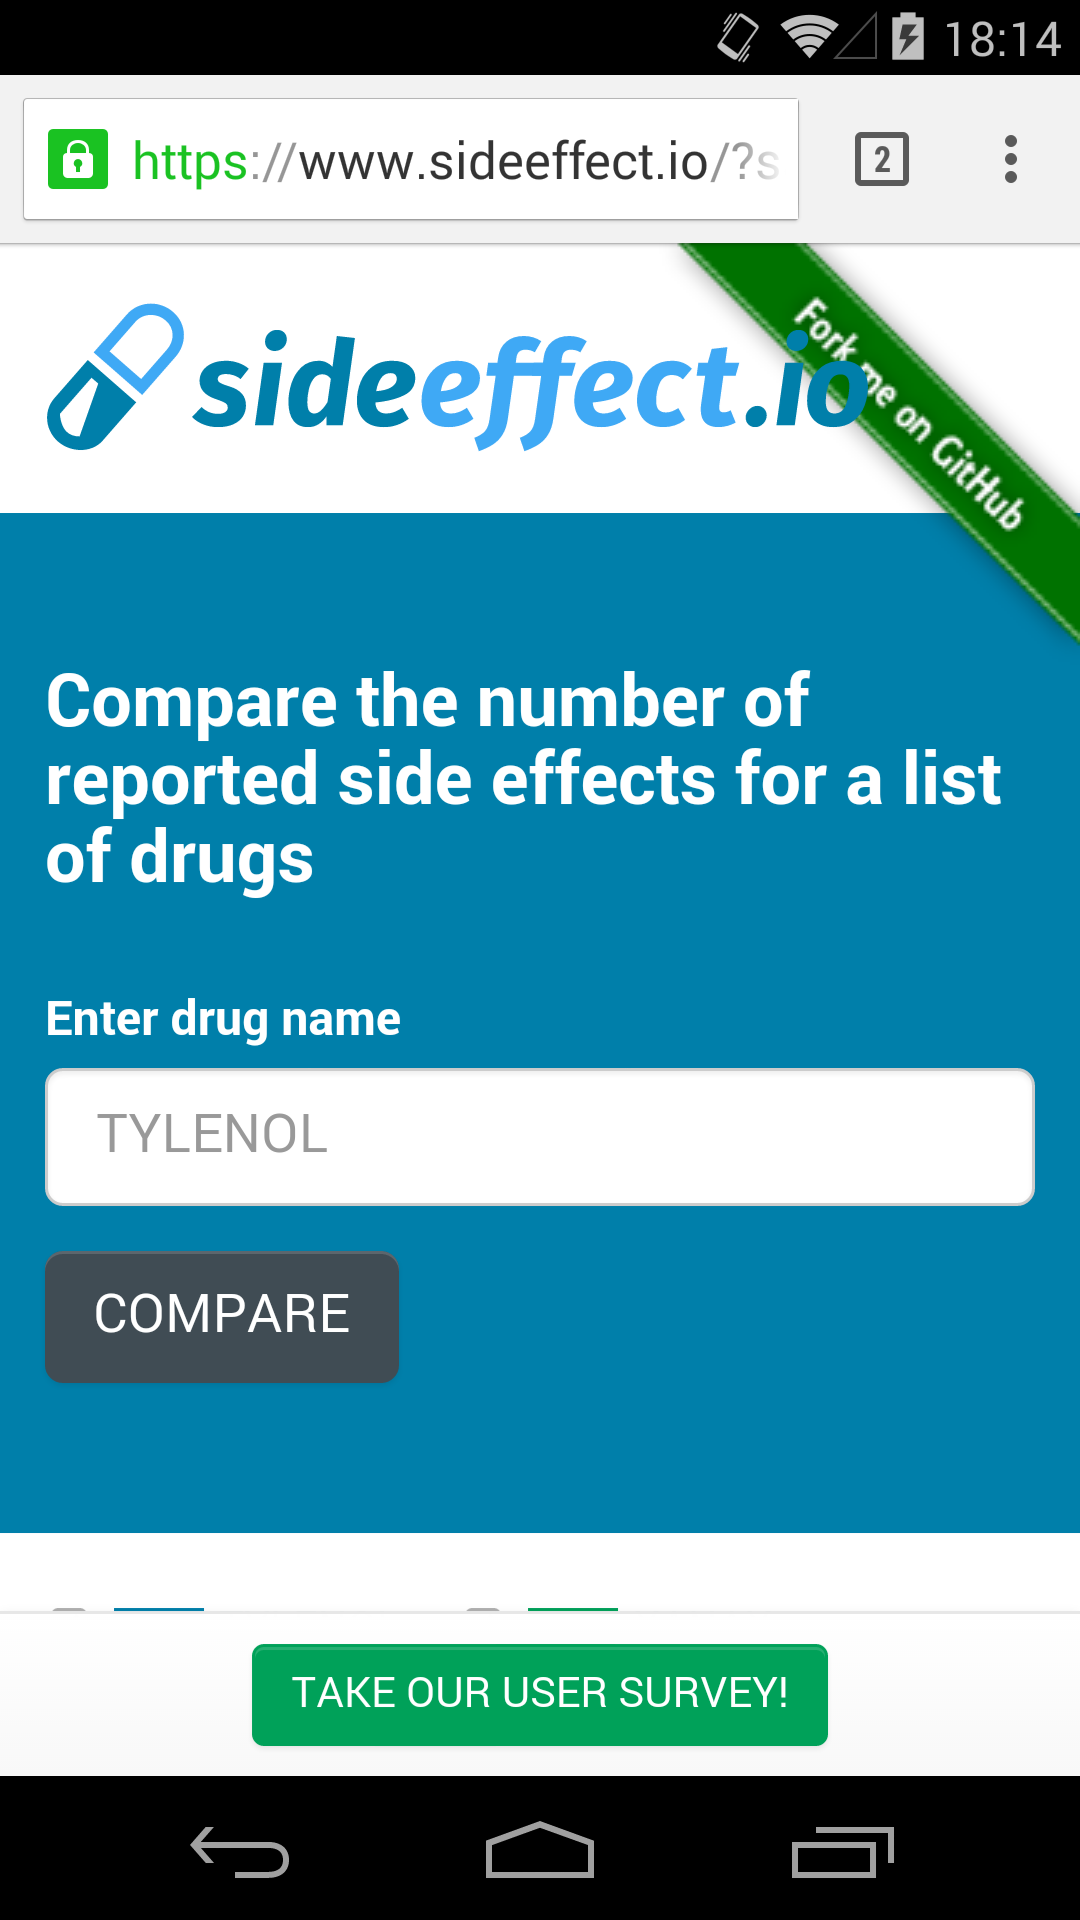 18:14
https://www.sideeffect.io/?s
2
sideeffect.io
Fork me on GitHub
Compare the number of
reported side effects for a list
of drugs
Enter drug name
TYLENOL
COMPARE
TAKE OUR USER SURVEY!